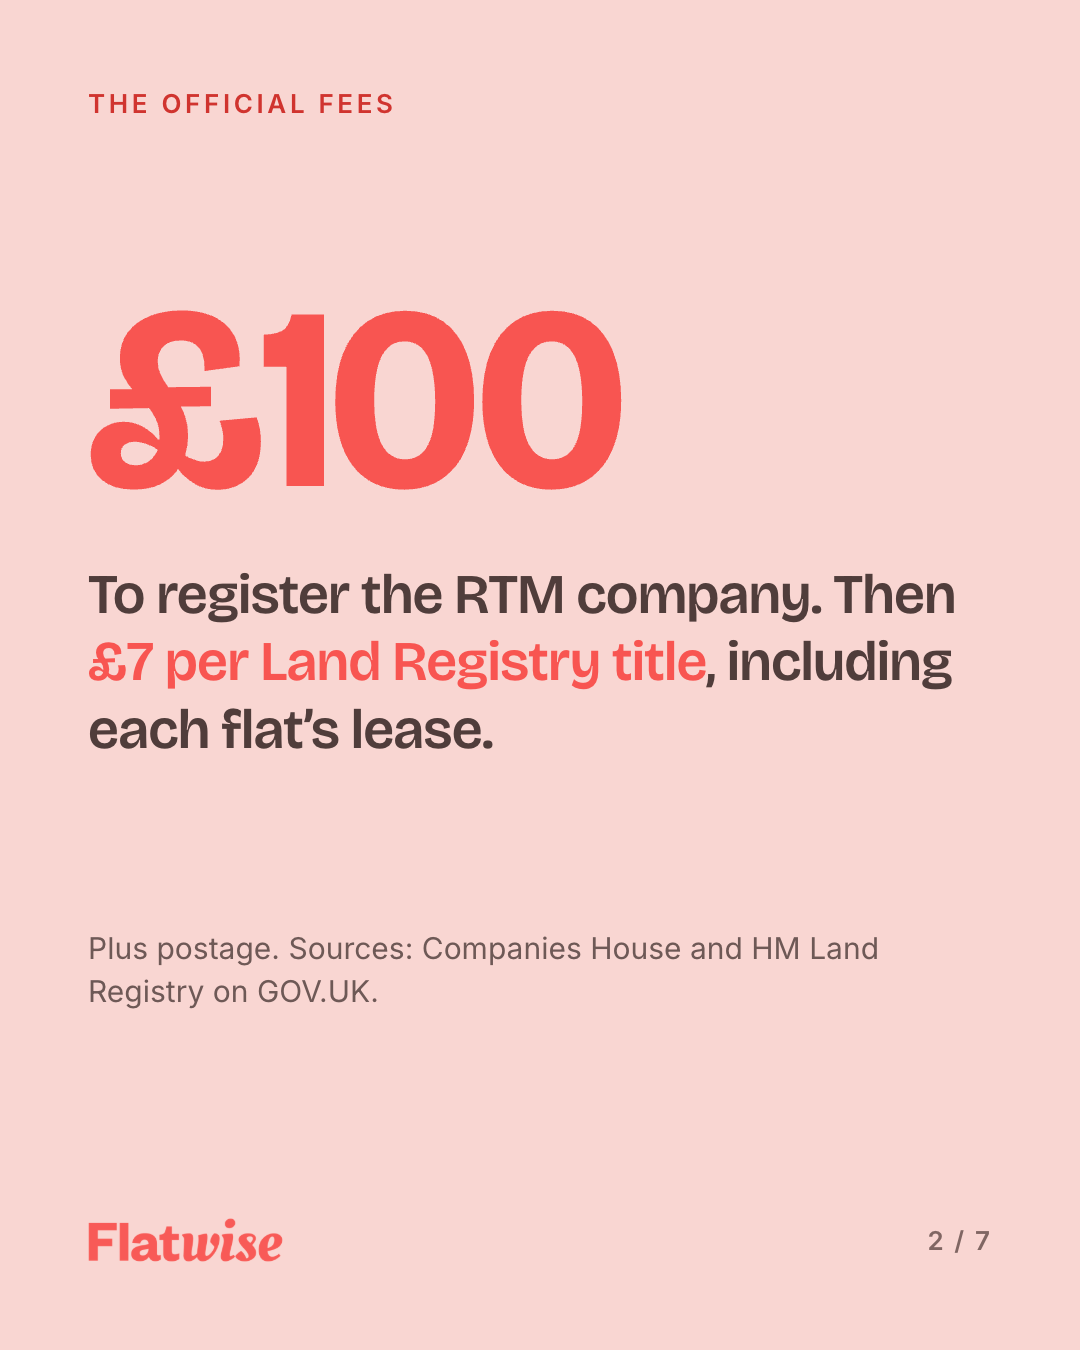 THE OFFICIAL FEES
£100
To register the RTM company. Then
£7 per Land Registry title, including
each flat’s lease.
Plus postage. Sources: Companies House and HM Land
Registry on GOV.UK.
Flatwise
2 / 7